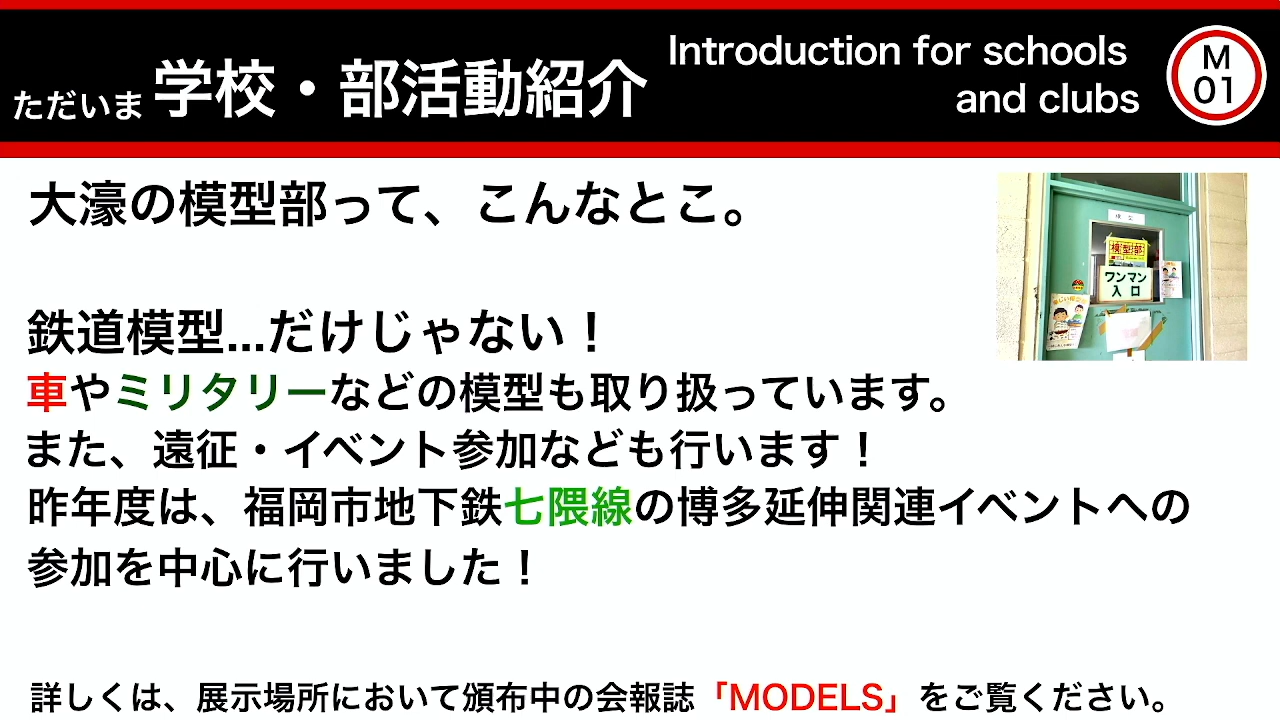 ただいま 学校・部活動紹介
Introduction for schools
and clubs
M
01
大濠の模型部って、こんなとこ。
模型
模型部
ワンマン
入口
鉄道模型...だけじゃない！
車やミリタリーなどの模型も取り扱っています。
また、遠征・イベント参加なども行います！
昨年度は、福岡市地下鉄七隈線の博多延伸関連イベントへの
参加を中心に行いました！
詳しくは、展示場所において頒布中の会報誌「MODELS」をご覧ください。